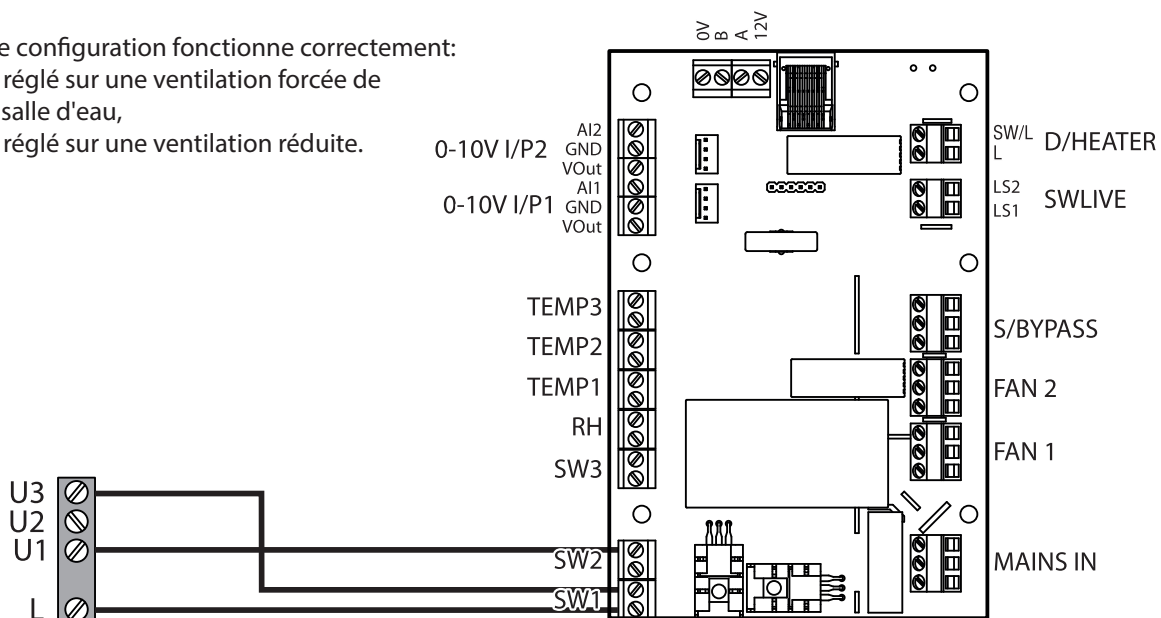 e configuration fonctionne correctement:
réglé sur une ventilation forcée de
salle d'eau,
réglé sur une ventilation réduite.
0V
B
A
12V
AI2
0-10V I/P2 GND
VOut
AI1
0-10V I/P1 GND
VOut
SW/L D/HEATER
L
LS2 SWLIVE
LS1
TEMP3
TEMP2
TEMP1
RH
SW3
SW2
SW1
S/BYPASS
FAN 2
FAN 1
MAINS IN
U3
U2
U1
L